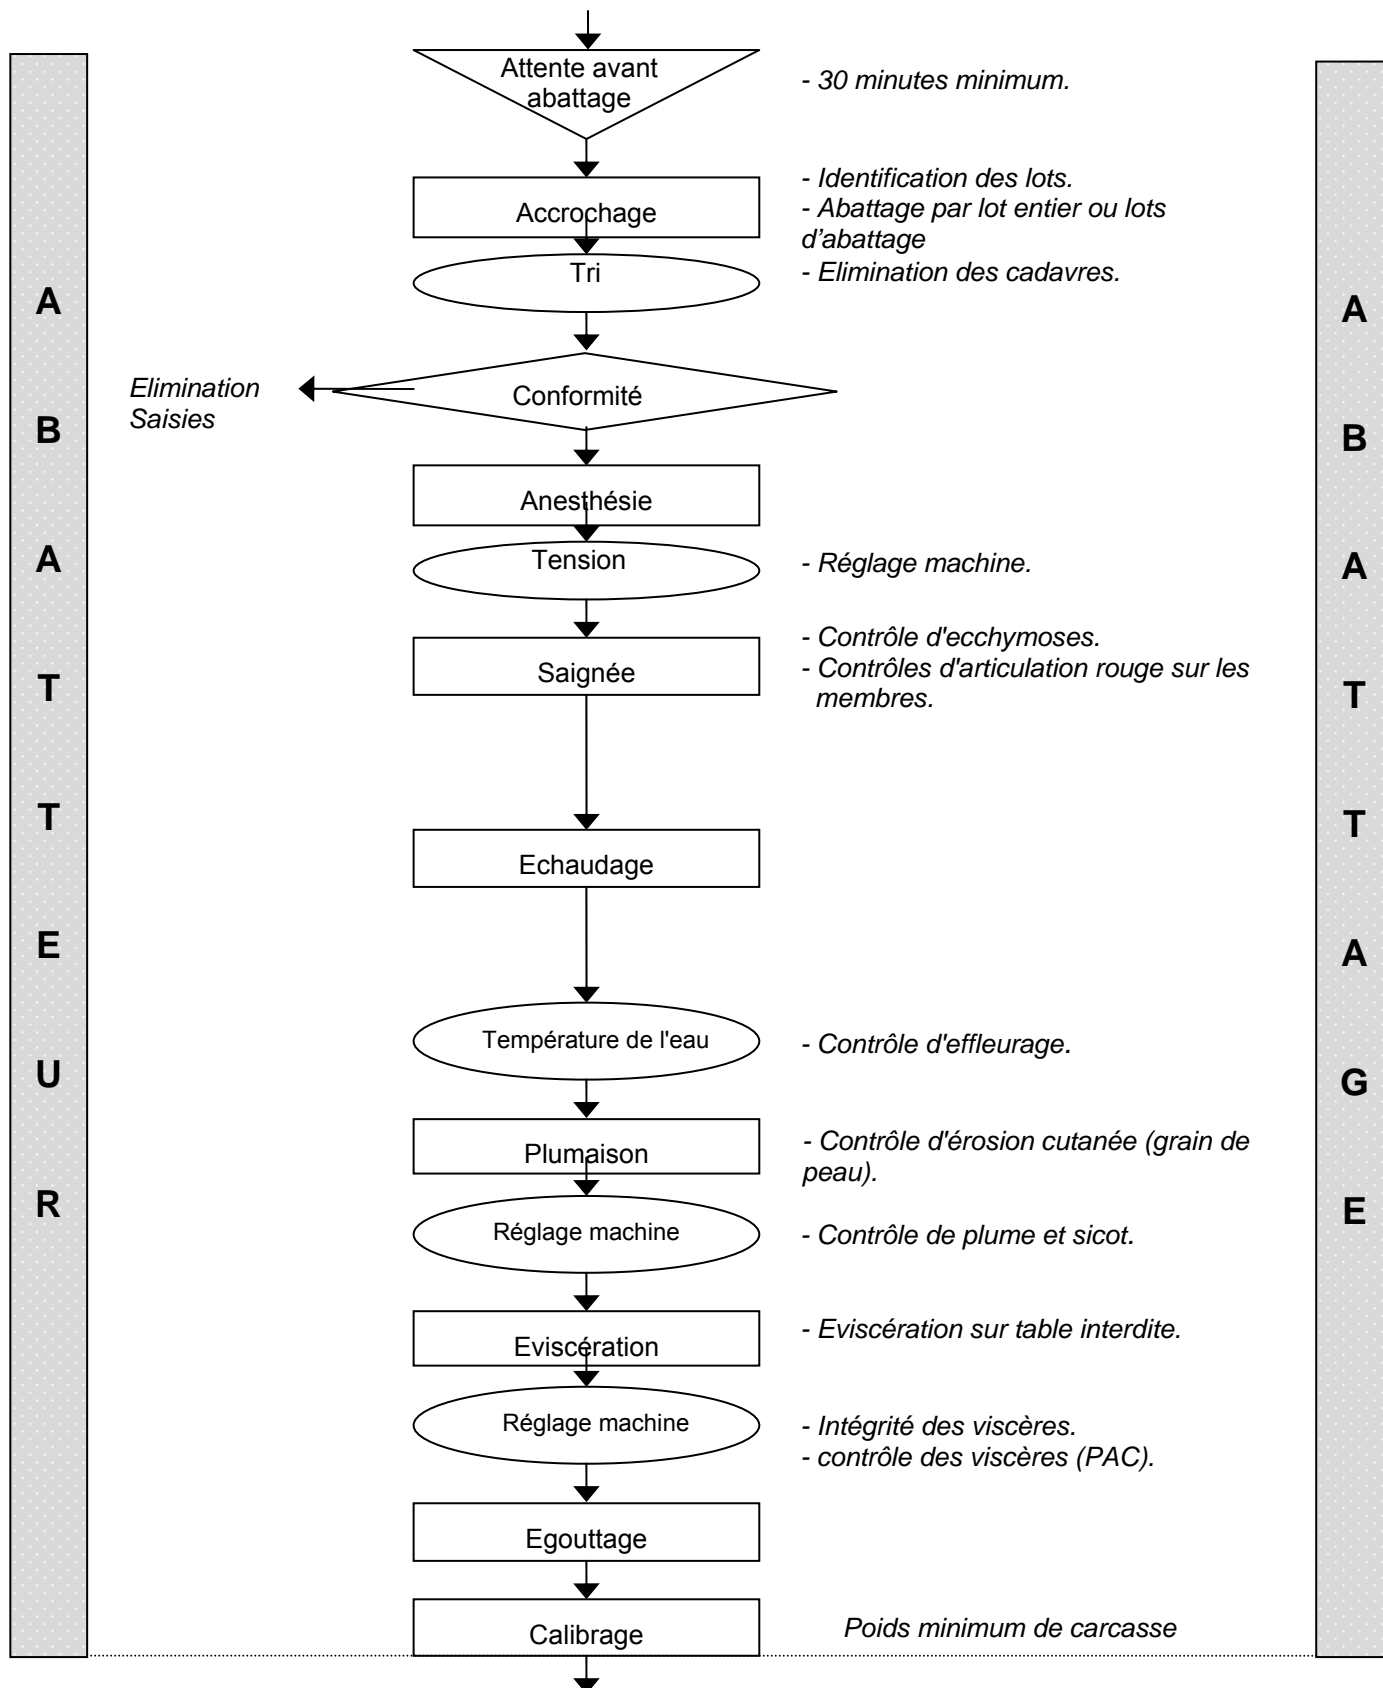 Attente avant
abattage
- 30 minutes minimum.
Accrochage
- Identification des lots.
- Abattage par lot entier ou lots
d'abattage
Tri
- Elimination des cadavres.
Elimination
Saisies
Conformité
Anesthésie
Tension
- Réglage machine.
Saignée
- Contrôle d'ecchymoses.
- Contrôles d'articulation rouge sur les
membres.
Echaudage
Température de l'eau
- Contrôle d'effleurage.
Plumaison
- Contrôle d'érosion cutanée (grain de
peau).
Réglage machine
- Contrôle de plume et sicot.
Eviscération
- Eviscération sur table interdite.
Réglage machine
- Intégrité des viscères.
- contrôle des viscères (PAC).
Egouttage
Calibrage
Poids minimum de carcasse
A
B
A
T
T
E
U
R
A
B
A
T
T
A
G
E